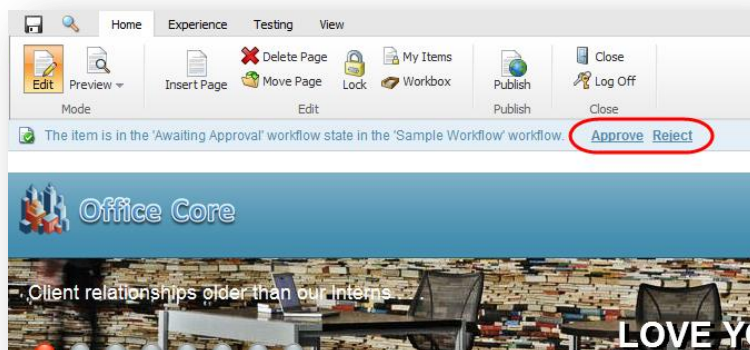 Home Experience Testing View
Edit Preview Insert Page Delete Page Move Page Lock My Items Workbox Publish Close Log Off
Mode Edit Publish Close
The item is in the 'Awaiting Approval' workflow state in the 'Sample Workflow' workflow. Approve Reject
Office Core
Client relationships older than our interns....
LOVE Y